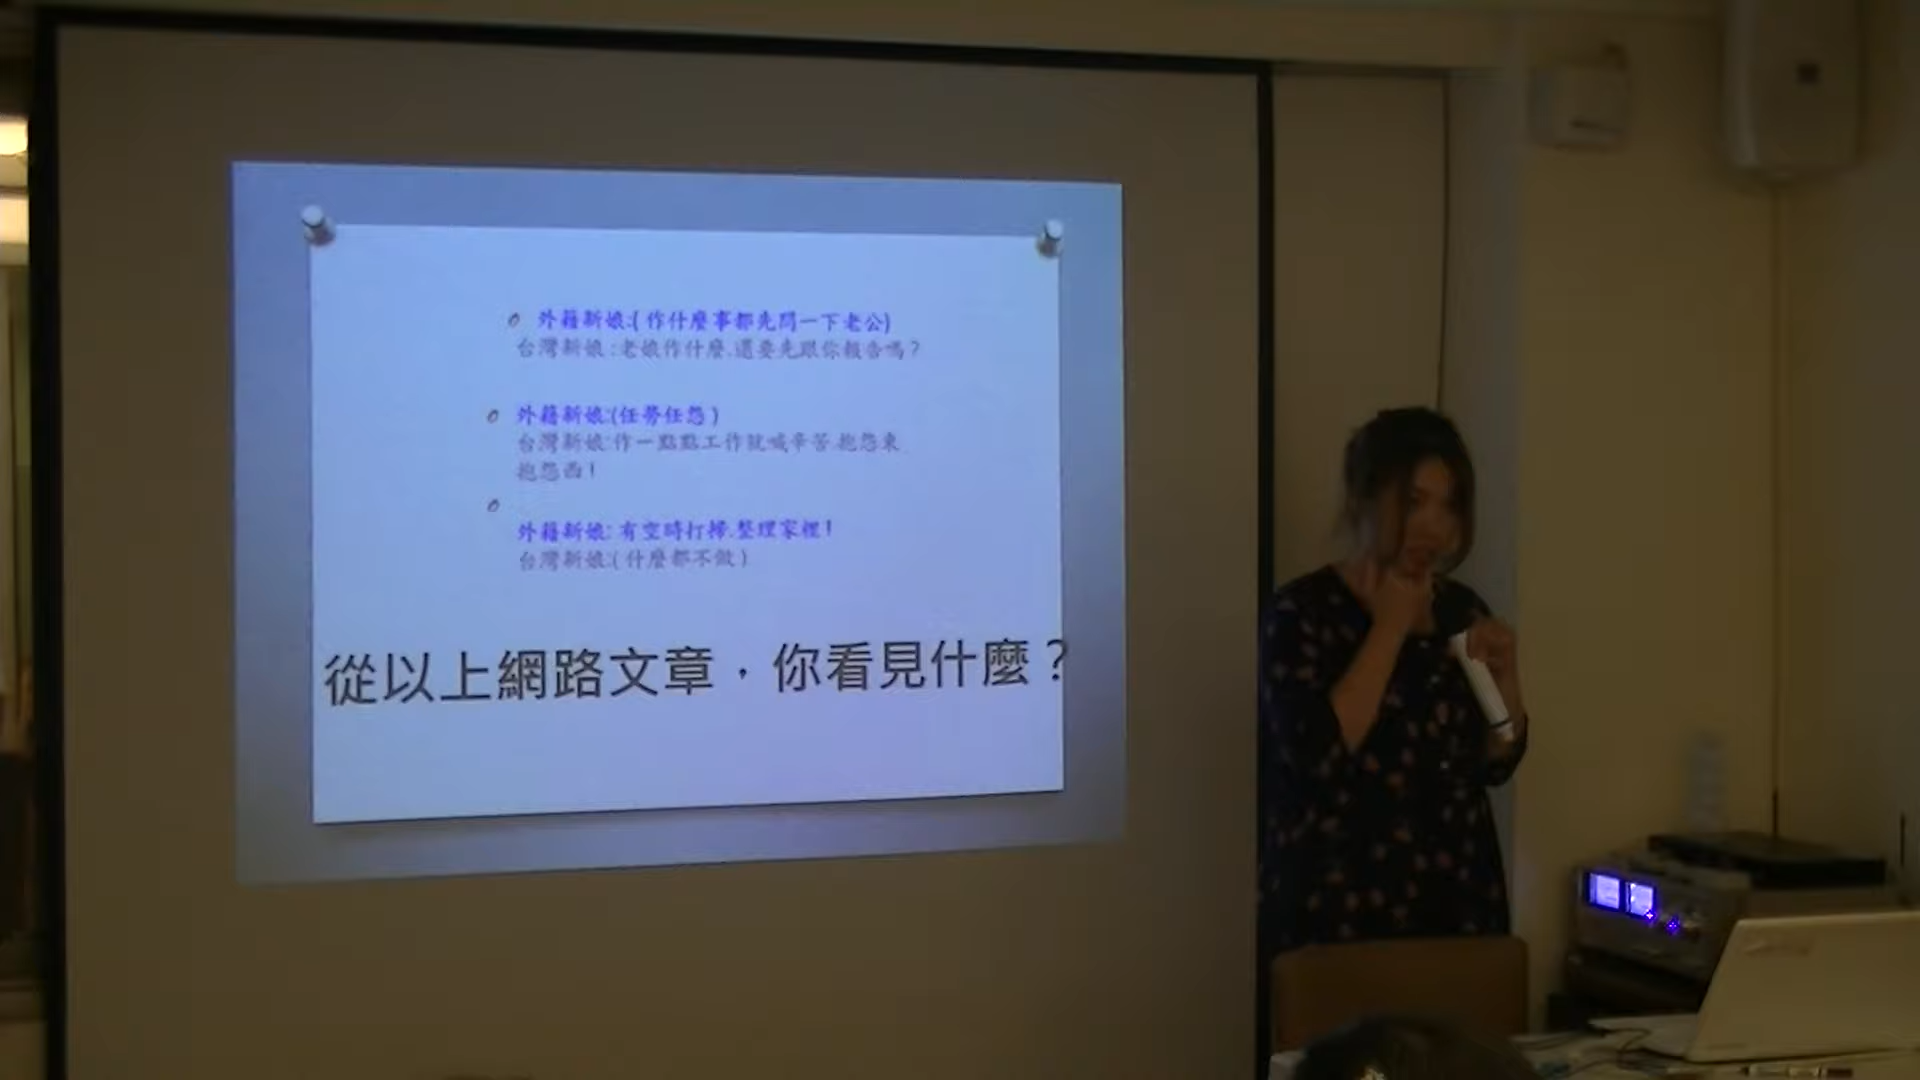 外籍新娘:( 作什麼事都先問一下老公)
台灣新娘:老娘作什麼.還要先跟你報告嗎?
外籍新娘:(任勞任怨)
台灣新娘:作一點點工作就喊辛苦.抱怨東
抱怨西!
外籍新娘: 有空時打掃.整理家裡!
台灣新娘:( 什麼都不做)
從以上網路文章，你看見什麼？